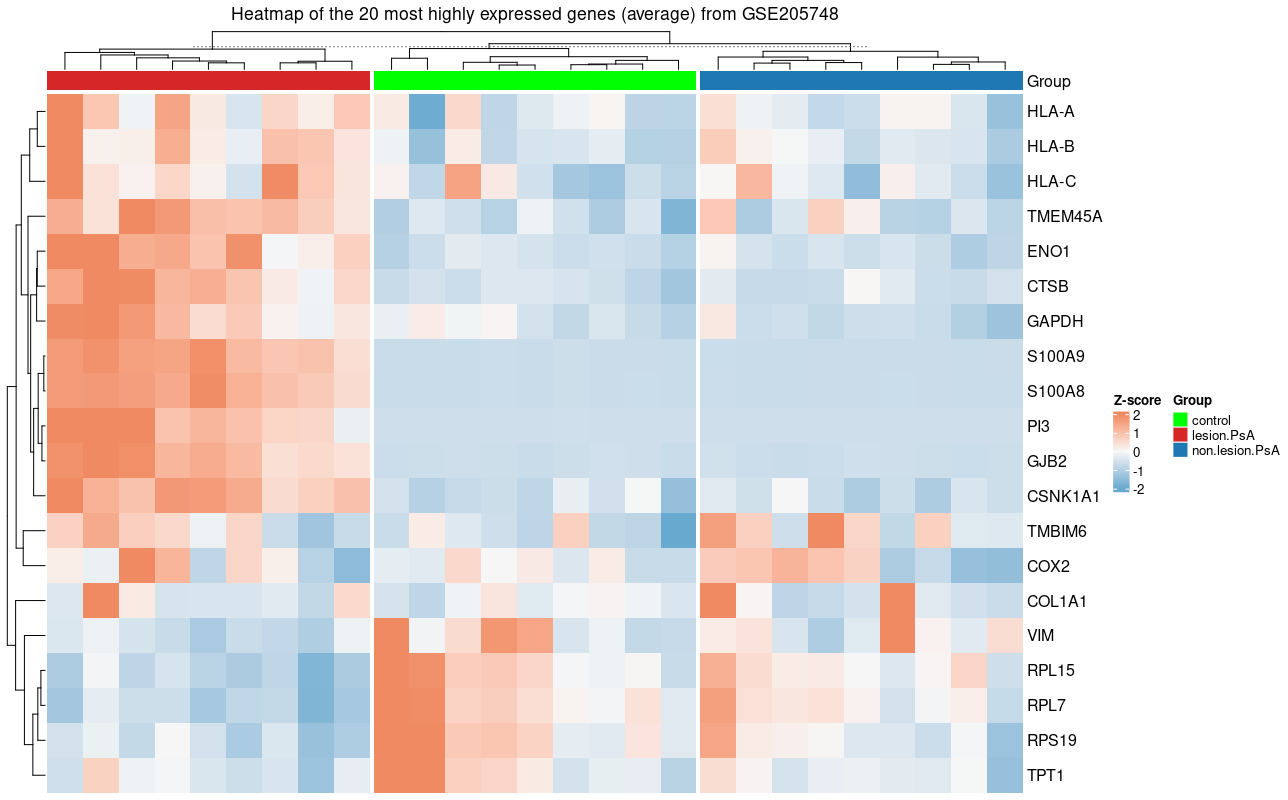 Heatmap of the 20 most highly expressed genes (average) from GSE205748
Group
HLA-A
HLA-B
HLA-C
TMEM45A
ENO1
CTSB
GAPDH
S100A9
S100A8
PI3
GJB2
CSNK1A1
TMBIM6
COX2
COL1A1
VIM
RPL15
RPL7
RPS19
TPT1
Z-score
2
1
0
-1
-2
Group
control
lesion.PsA
non.lesion.PsA